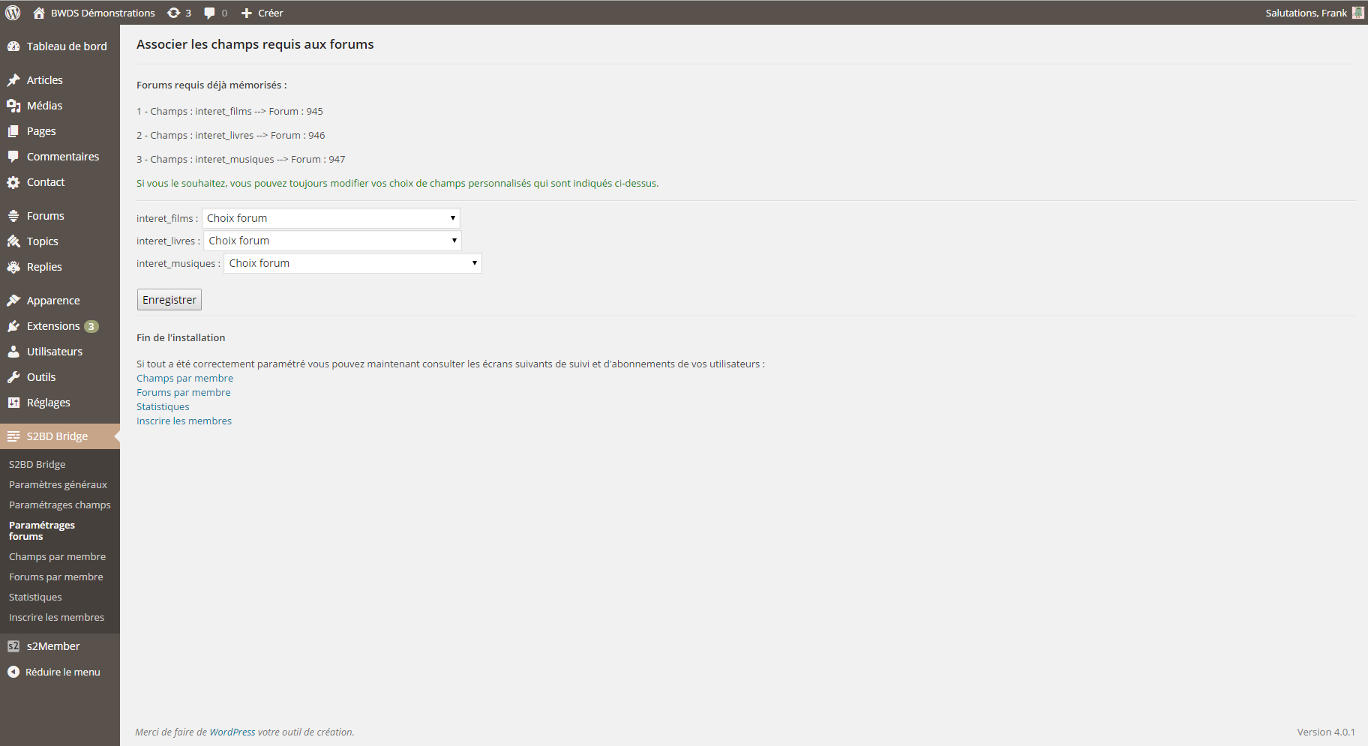 BWDS Démonstrations 3 0 Créer Salutations, Frank
Tableau de bord
Articles
Médias
Pages
Commentaires
Contact
Forums
Topics
Replies
Apparence
Extensions 3
Utilisateurs
Outils
Réglages
S2BD Bridge
S2BD Bridge
Paramètres généraux
Paramétrages champs
Paramétrages
forums
Champs par membre
Forums par membre
Statistiques
Inscrire les membres
s2 s2Member
Réduire le menu
Associer les champs requis aux forums
Forums requis déjà mémorisés :
1 - Champs : interet_films --> Forum : 945
2 - Champs : interet_livres --> Forum : 946
3 - Champs : interet_musiques --> Forum : 947
Si vous le souhaitez, vous pouvez toujours modifier vos choix de champs personnalisés qui sont indiqués ci-dessus.
interet_films : Choix forum
interet_livres : Choix forum
interet_musiques : Choix forum
Enregistrer
Fin de l'installation
Si tout a été correctement paramétré vous pouvez maintenant consulter les écrans suivants de suivi et d'abonnements de vos utilisateurs :
Champs par membre
Forums par membre
Statistiques
Inscrire les membres
Merci de faire de WordPress votre outil de création. Version 4.0.1